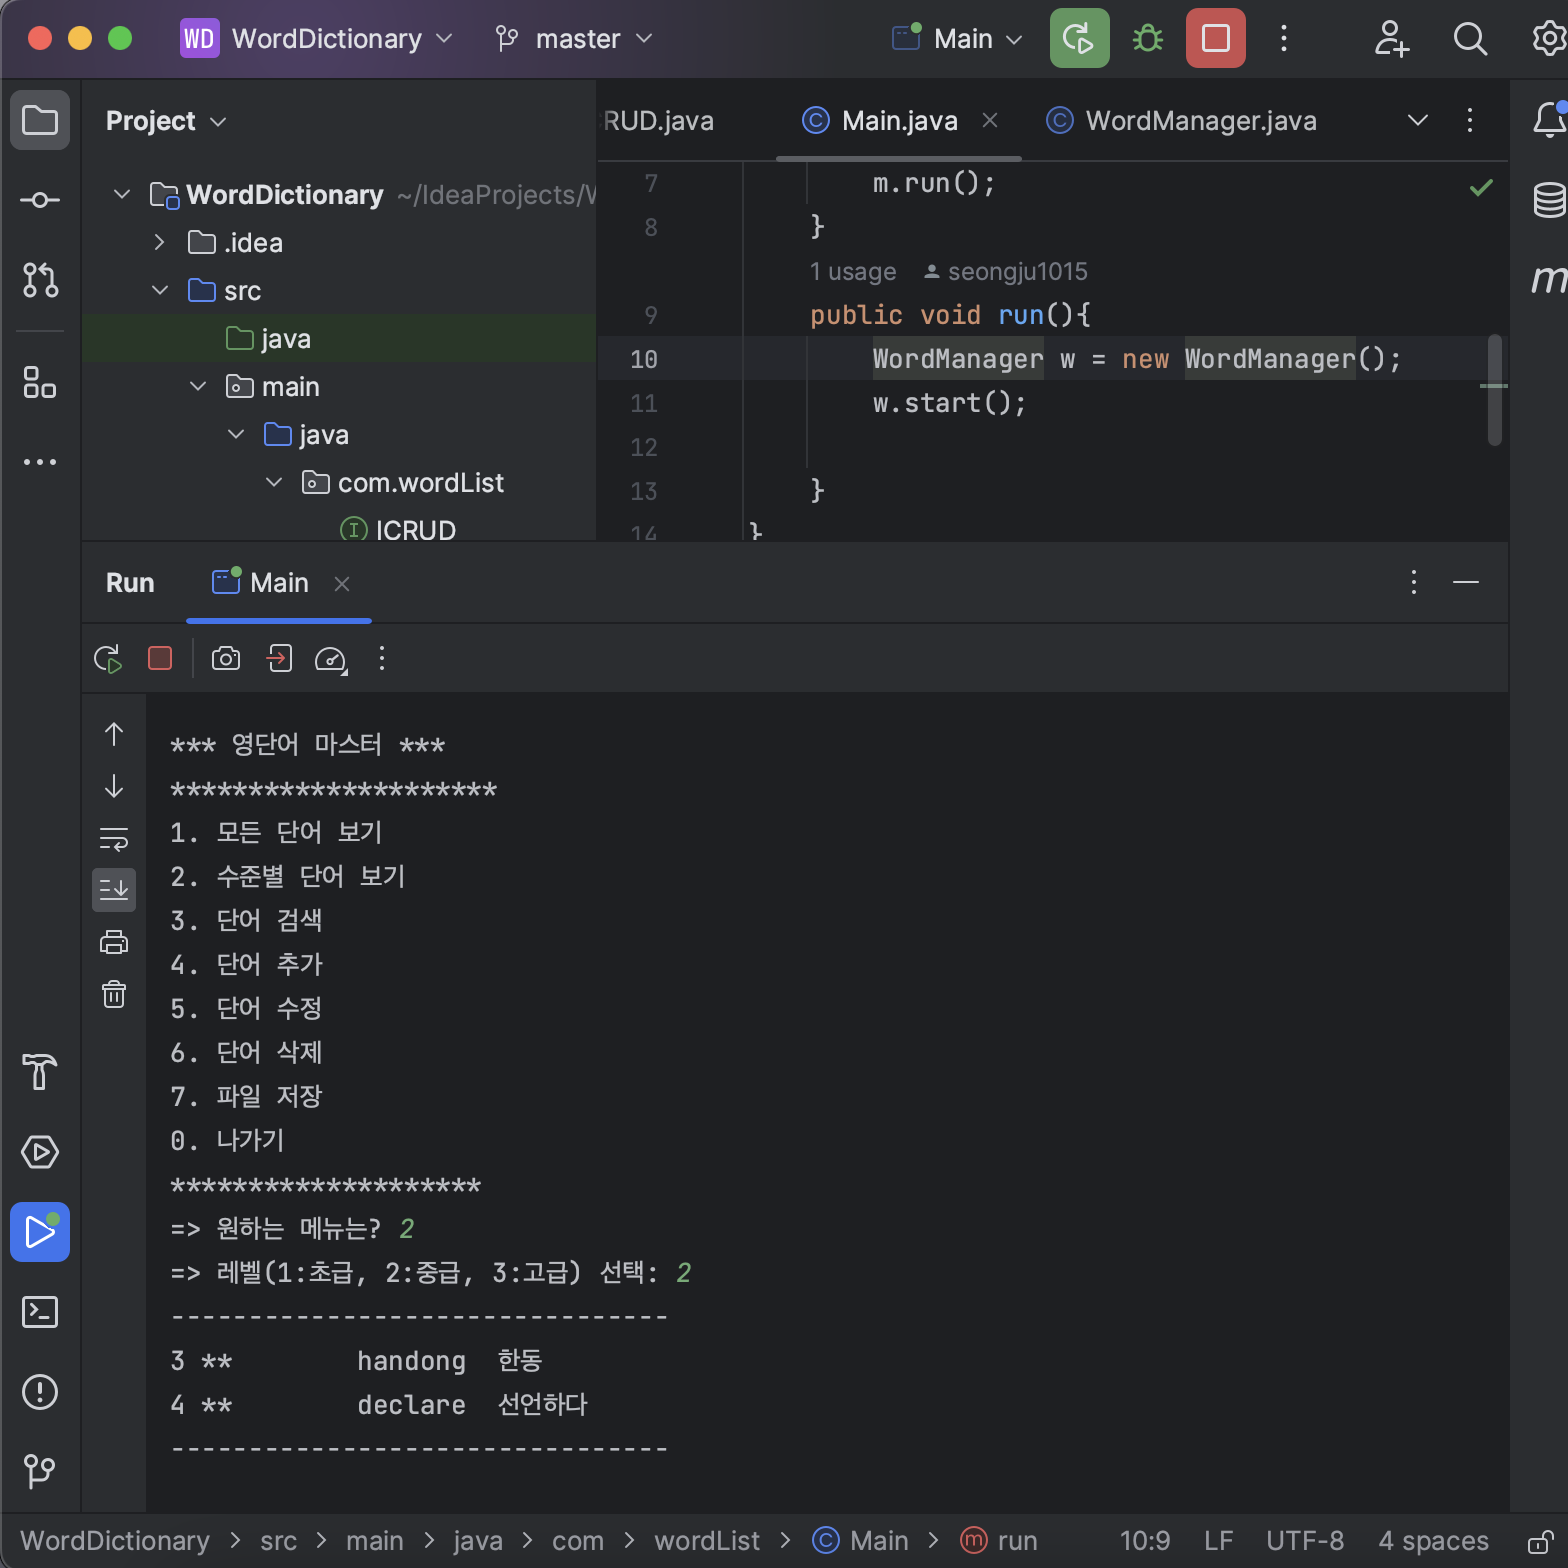 WD WordDictionary master Main
Project
RUD.java Main.java WordManager.java
WordDictionary ~/IdeaProjects/W
.idea
src
java
main
java
com.wordList
ICRUD
7 m.run();
8 }
1 usage seongju1015
9 public void run(){
10 WordManager w = new WordManager();
11 w.start();
12
13 }
14 }
Run Main
*** 영단어 마스터 ***
*********************
1. 모든 단어 보기
2. 수준별 단어 보기
3. 단어 검색
4. 단어 추가
5. 단어 수정
6. 단어 삭제
7. 파일 저장
0. 나가기
********************
=> 원하는 메뉴는? 2
=> 레벨(1:초급, 2:중급, 3:고급) 선택: 2
--------------------------------
3 ** handong 한동
4 ** declare 선언하다
--------------------------------
WordDictionary > src > main > java > com > wordList > Main > run 10:9 LF UTF-8 4 spaces